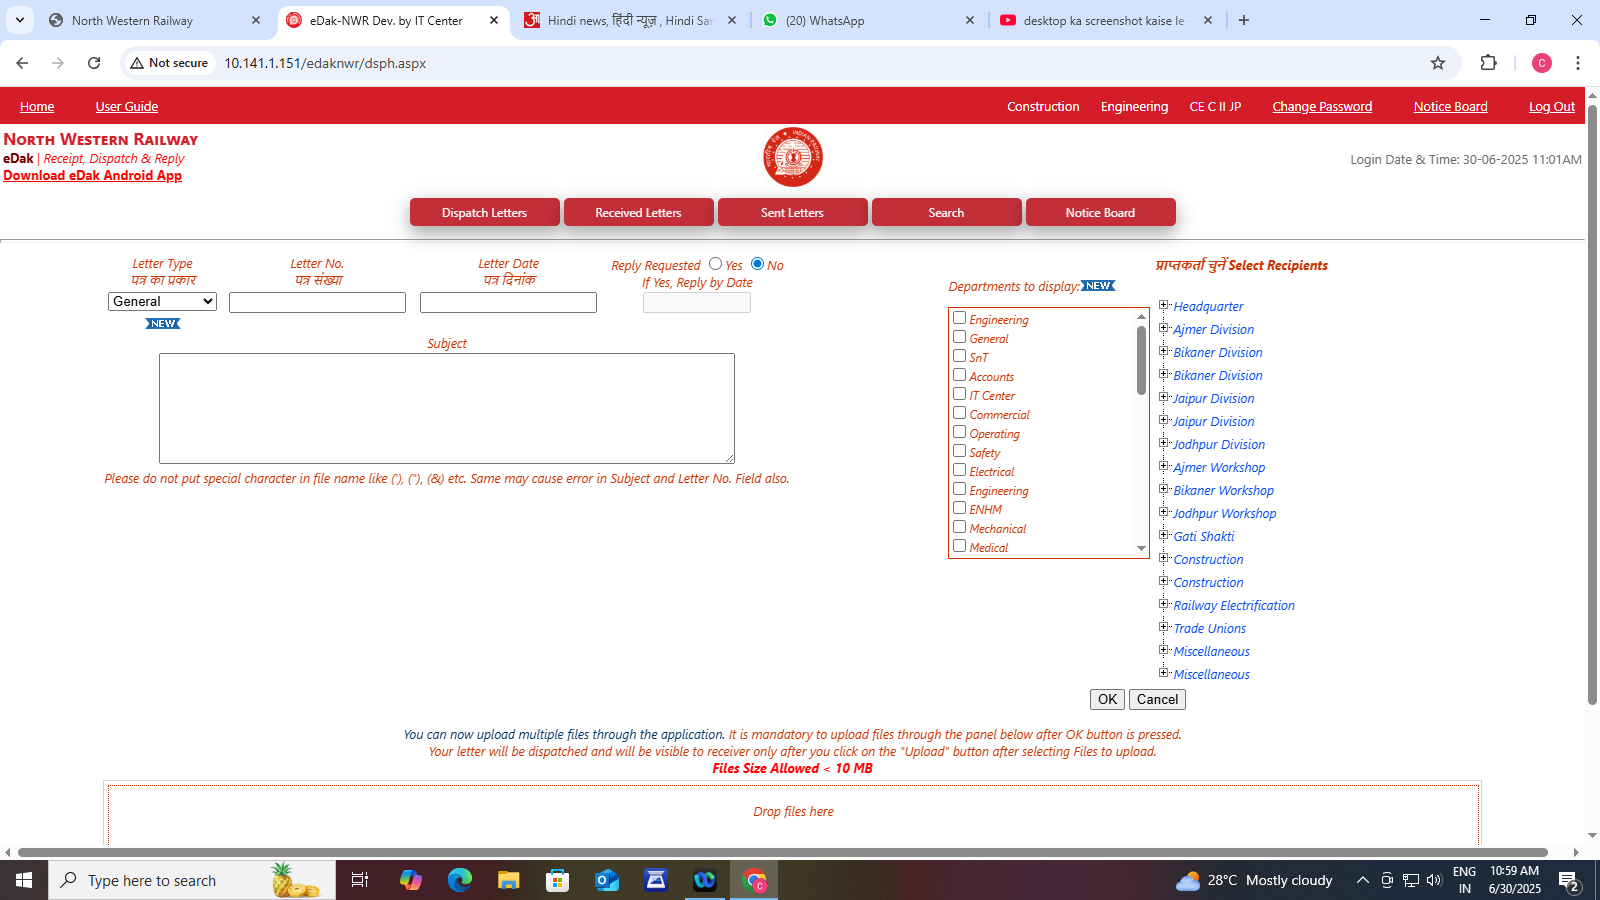 North Western Railway
eDak-NWR Dev. by IT Center
Hindi news, हिंदी न्यूज़ , Hindi Sam
(20) WhatsApp
desktop ka screenshot kaise le -
Not secure
10.141.1.151/edaknwr/dsph.aspx
C
Home
User Guide
Construction
Engineering
CE C II JP
Change Password
Notice Board
Log Out
North Western Railway
eDak | Receipt, Dispatch & Reply
Download eDak Android App
Login Date & Time: 30-06-2025 11:01AM
Dispatch Letters
Received Letters
Sent Letters
Search
Notice Board
Letter Type
पत्र का प्रकार
General
NEW
Letter No.
पत्र संख्या
Letter Date
पत्र दिनांक
Reply Requested Yes No
If Yes, Reply by Date
Subject
Please do not put special character in file name like ('), ("), (&) etc. Same may cause error in Subject and Letter No. Field also.
Departments to display: NEW
Engineering
General
SnT
Accounts
IT Center
Commercial
Operating
Safety
Electrical
Engineering
ENHM
Mechanical
Medical
प्राप्तकर्ता चुनें Select Recipients
Headquarter
Ajmer Division
Bikaner Division
Bikaner Division
Jaipur Division
Jaipur Division
Jodhpur Division
Ajmer Workshop
Bikaner Workshop
Jodhpur Workshop
Gati Shakti
Construction
Construction
Railway Electrification
Trade Unions
Miscellaneous
Miscellaneous
OK
Cancel
You can now upload multiple files through the application. It is mandatory to upload files through the panel below after OK button is pressed.
Your letter will be dispatched and will be visible to receiver only after you click on the "Upload" button after selecting Files to upload.
Files Size Allowed < 10 MB
Drop files here
Type here to search
28°C Mostly cloudy
ENG
IN
10:59 AM
6/30/2025
2